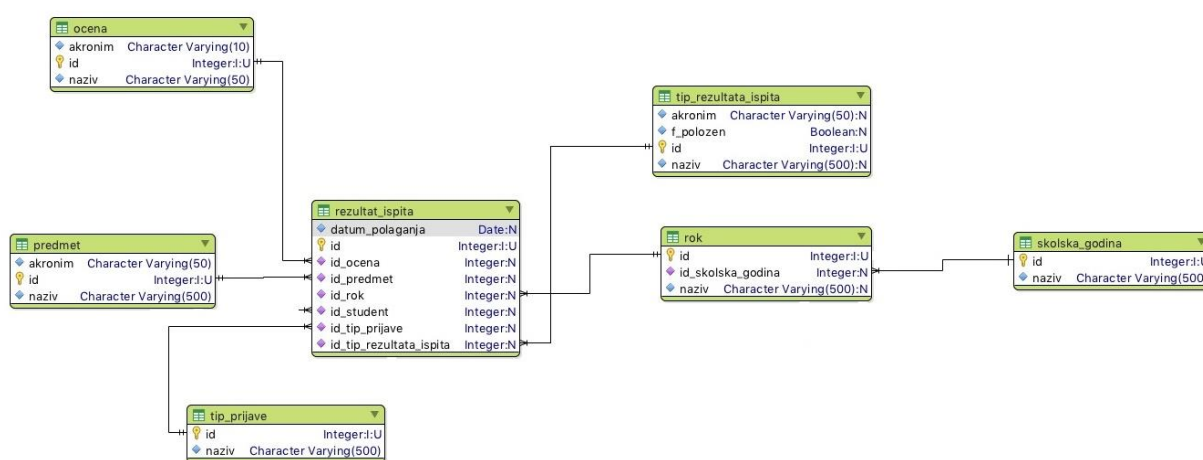 ocena
akronim Character Varying(10)
id Integer:I:U
naziv Character Varying(50)
tip_rezultata_ispita
akronim Character Varying(50):N
f_polozen Boolean:N
id Integer:I:U
naziv Character Varying(500):N
rezultat_ispita
datum_polaganja Date:N
id Integer:I:U
id_ocena Integer:N
id_predmet Integer:N
id_rok Integer:N
id_student Integer:N
id_tip_prijave Integer:N
id_tip_rezultata_ispita Integer:N
predmet
akronim Character Varying(50)
id Integer:I:U
naziv Character Varying(500)
rok
id Integer:I:U
id_skolska_godina Integer:N
naziv Character Varying(500):N
skolska_godina
id Integer:I:U
naziv Character Varying(500
tip_prijave
id Integer:I:U
naziv Character Varying(500)